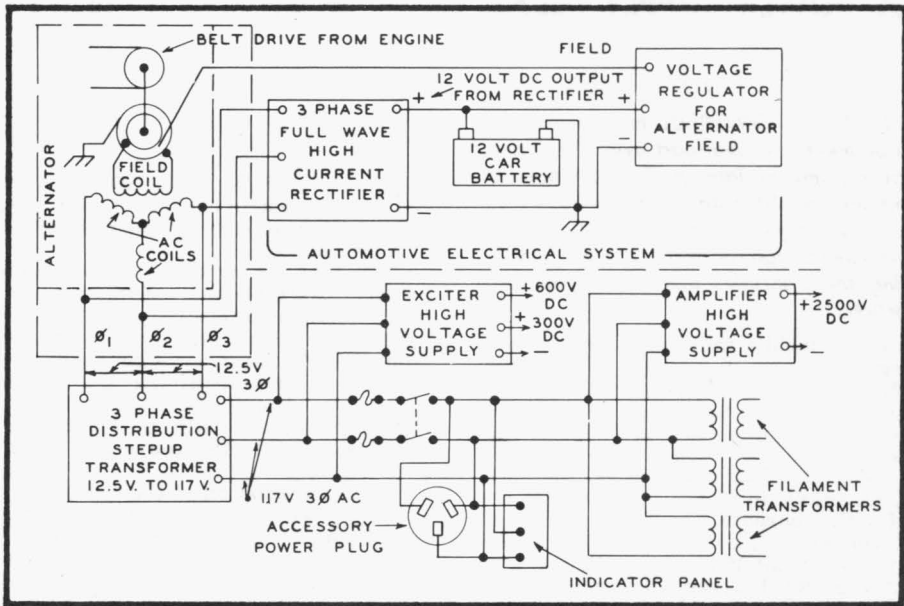 BELT DRIVE FROM ENGINE
FIELD
ALTERNATOR
FIELD
COIL
AC
COILS
3 PHASE
FULL WAVE
HIGH
CURRENT
RECTIFIER
+
12 VOLT DC OUTPUT
FROM RECTIFIER
+
12 VOLT
CAR
BATTERY
VOLTAGE
REGULATOR
FOR
ALTERNATOR
FIELD
−
−
AUTOMOTIVE ELECTRICAL SYSTEM
Ø1
Ø2
Ø3
12.5V
3Ø
EXCITER
HIGH
VOLTAGE
SUPPLY
+600V
DC
+
300V
DC
−
AMPLIFIER
HIGH
VOLTAGE
SUPPLY
+2500V
DC
−
3 PHASE
DISTRIBUTION
STEPUP
TRANSFORMER
12.5V. TO 117V.
117V 3Ø AC
ACCESSORY
POWER PLUG
INDICATOR PANEL
FILAMENT
TRANSFORMERS